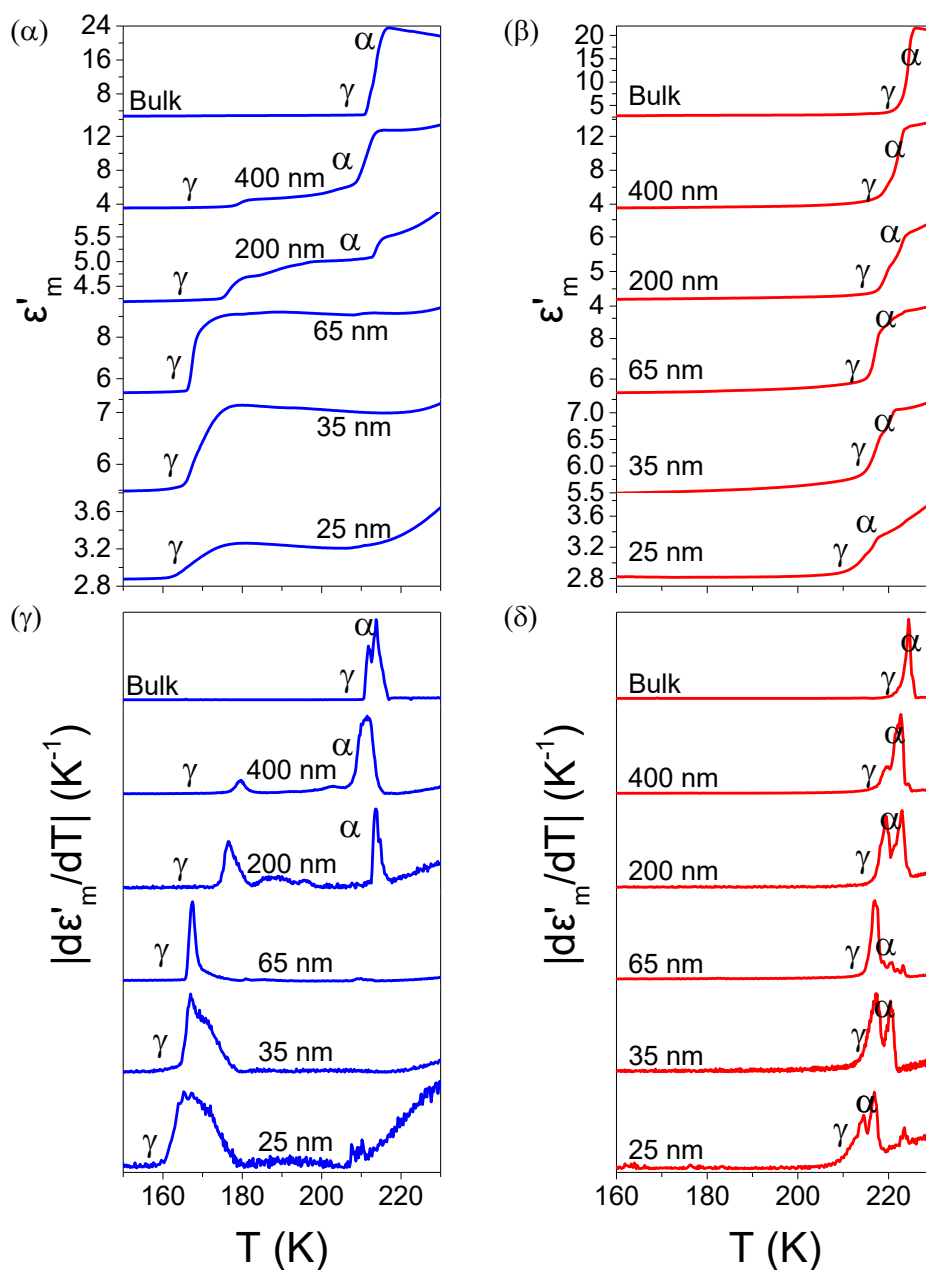 (α)
24
16
8
Bulk
γ
α
12
8
4
γ
400 nm
α
5.5
5.0
4.5
γ
200 nm
α
8
6
γ
65 nm
7
6
γ
35 nm
3.6
3.2
2.8
γ
25 nm
ε'm
(β)
20
15
10
5
Bulk
γ
α
12
8
4
400 nm
γ
α
6
5
4
200 nm
γ
α
8
6
65 nm
γ
α
7.0
6.5
6.0
5.5
35 nm
γ
α
3.6
3.2
2.8
25 nm
γ
α
ε'm
(γ)
Bulk
γ
α
γ
400 nm
α
γ
200 nm
α
γ
65 nm
γ
35 nm
γ
25 nm
|dε'm/dT| (K-1)
160 180 200 220
T (K)
(δ)
Bulk
γ
α
400 nm
γ
α
200 nm
γ
α
65 nm
γ
α
35 nm
γ
α
25 nm
γ
α
|dε'm/dT| (K-1)
160 180 200 220
T (K)